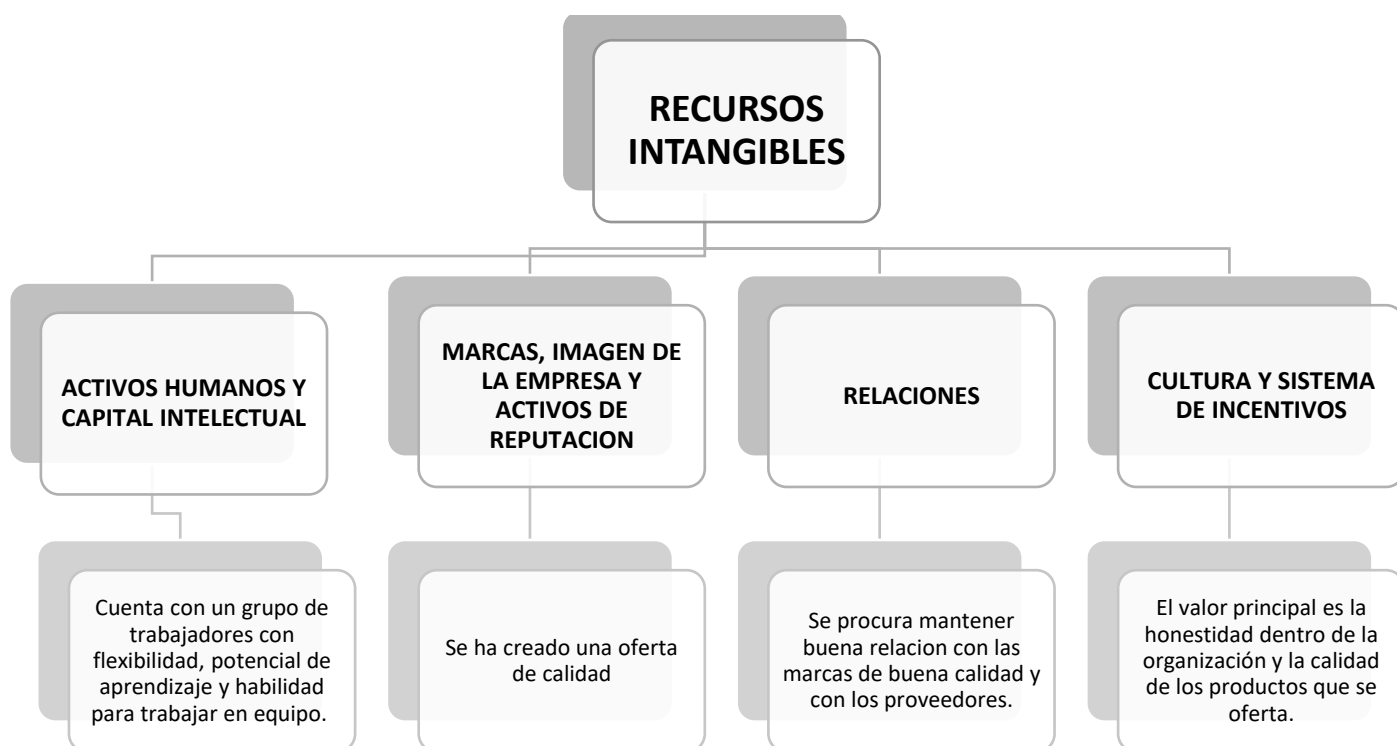 RECURSOS
INTANGIBLES
ACTIVOS HUMANOS Y
CAPITAL INTELECTUAL
MARCAS, IMAGEN DE
LA EMPRESA Y
ACTIVOS DE
REPUTACION
RELACIONES
CULTURA Y SISTEMA
DE INCENTIVOS
Cuenta con un grupo de
trabajadores con
flexibilidad, potencial de
aprendizaje y habilidad
para trabajar en equipo.
Se ha creado una oferta
de calidad
Se procura mantener
buena relacion con las
marcas de buena calidad y
con los proveedores.
El valor principal es la
honestidad dentro de la
organización y la calidad
de los productos que se
oferta.